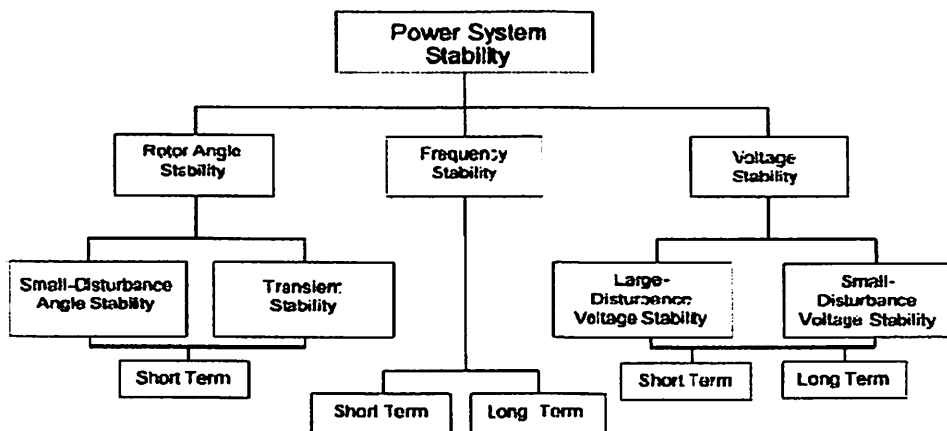 Power System
Stability
Rotor Angle
Stability
Frequency
Stability
Voltage
Stability
Small-Disturbance
Angle Stability
Transient
Stability
Large-
Disturbance
Voltage Stability
Small-
Disturbance
Voltage Stability
Short Term
Short Term
Long Term
Short Term
Long Term